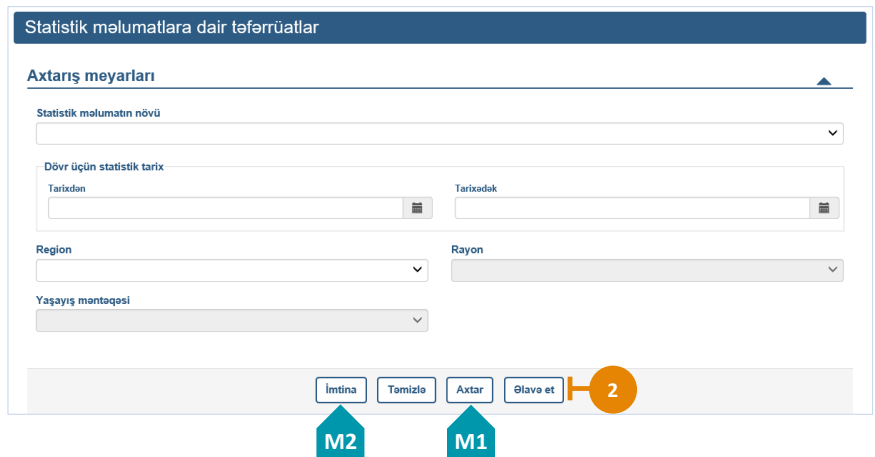 Statistik məlumatlara dair təfərrüatlar
Axtarış meyarları
Statistik məlumatın növü
Dövr üçün statistik tarix
Tarixdən Tarixədək
Region Rayon
Yaşayış məntəqəsi
İmtina Təmizlə Axtar Əlavə et 2
M2 M1